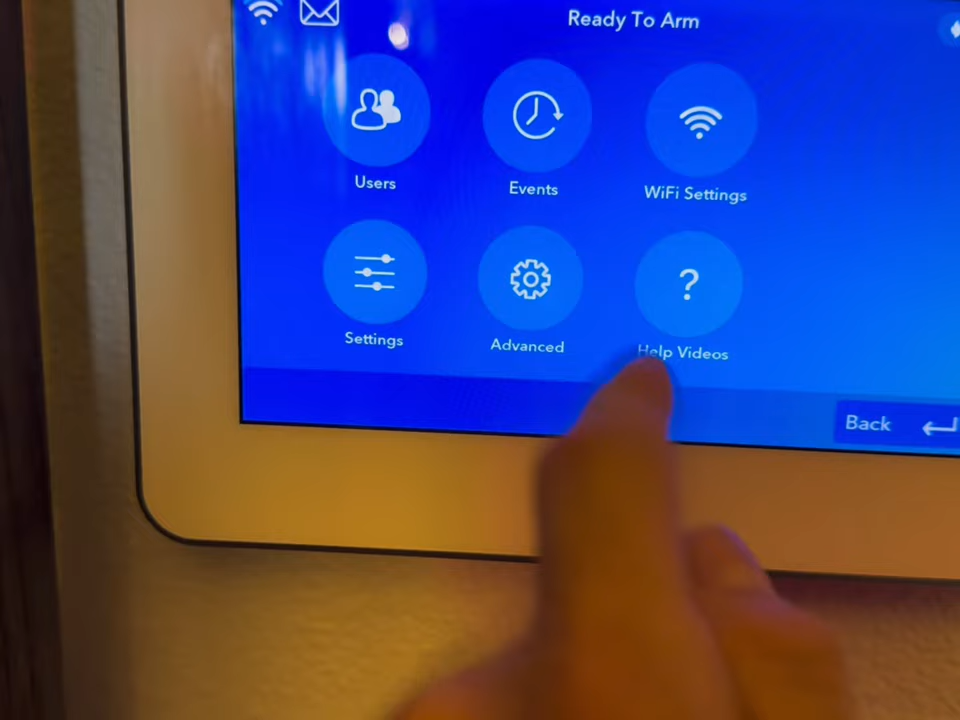 Ready To Arm
Users
Events
WiFi Settings
Settings
Advanced
Help Videos
Back